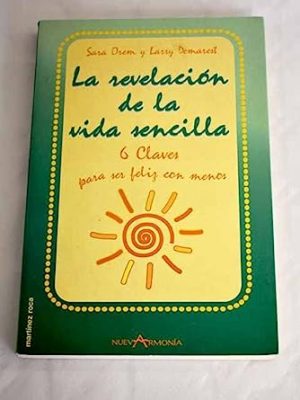 Sara Orem y Larry Demarest
La revelación
de la
vida sencilla
6 Claves
para ser feliz con menos
martínez roca
NUEVA ARMONÍA